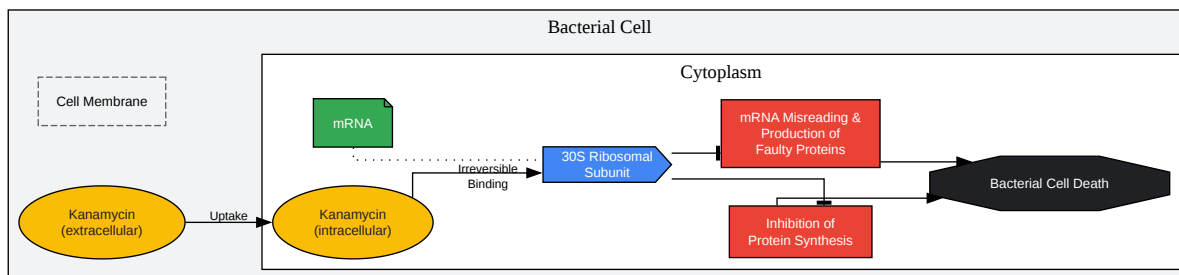 Bacterial Cell
Cytoplasm
Cell Membrane
mRNA
mRNA Misreading &
Production of
Faulty Proteins
30S Ribosomal
Subunit
Irreversible
Binding
Bacterial Cell Death
Kanamycin
(extracellular)
Uptake
Kanamycin
(intracellular)
Inhibition of
Protein Synthesis